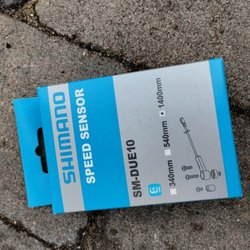 SHIMANO
SPEED SENSOR
SM-DUE10
340mm
540mm
1400mm